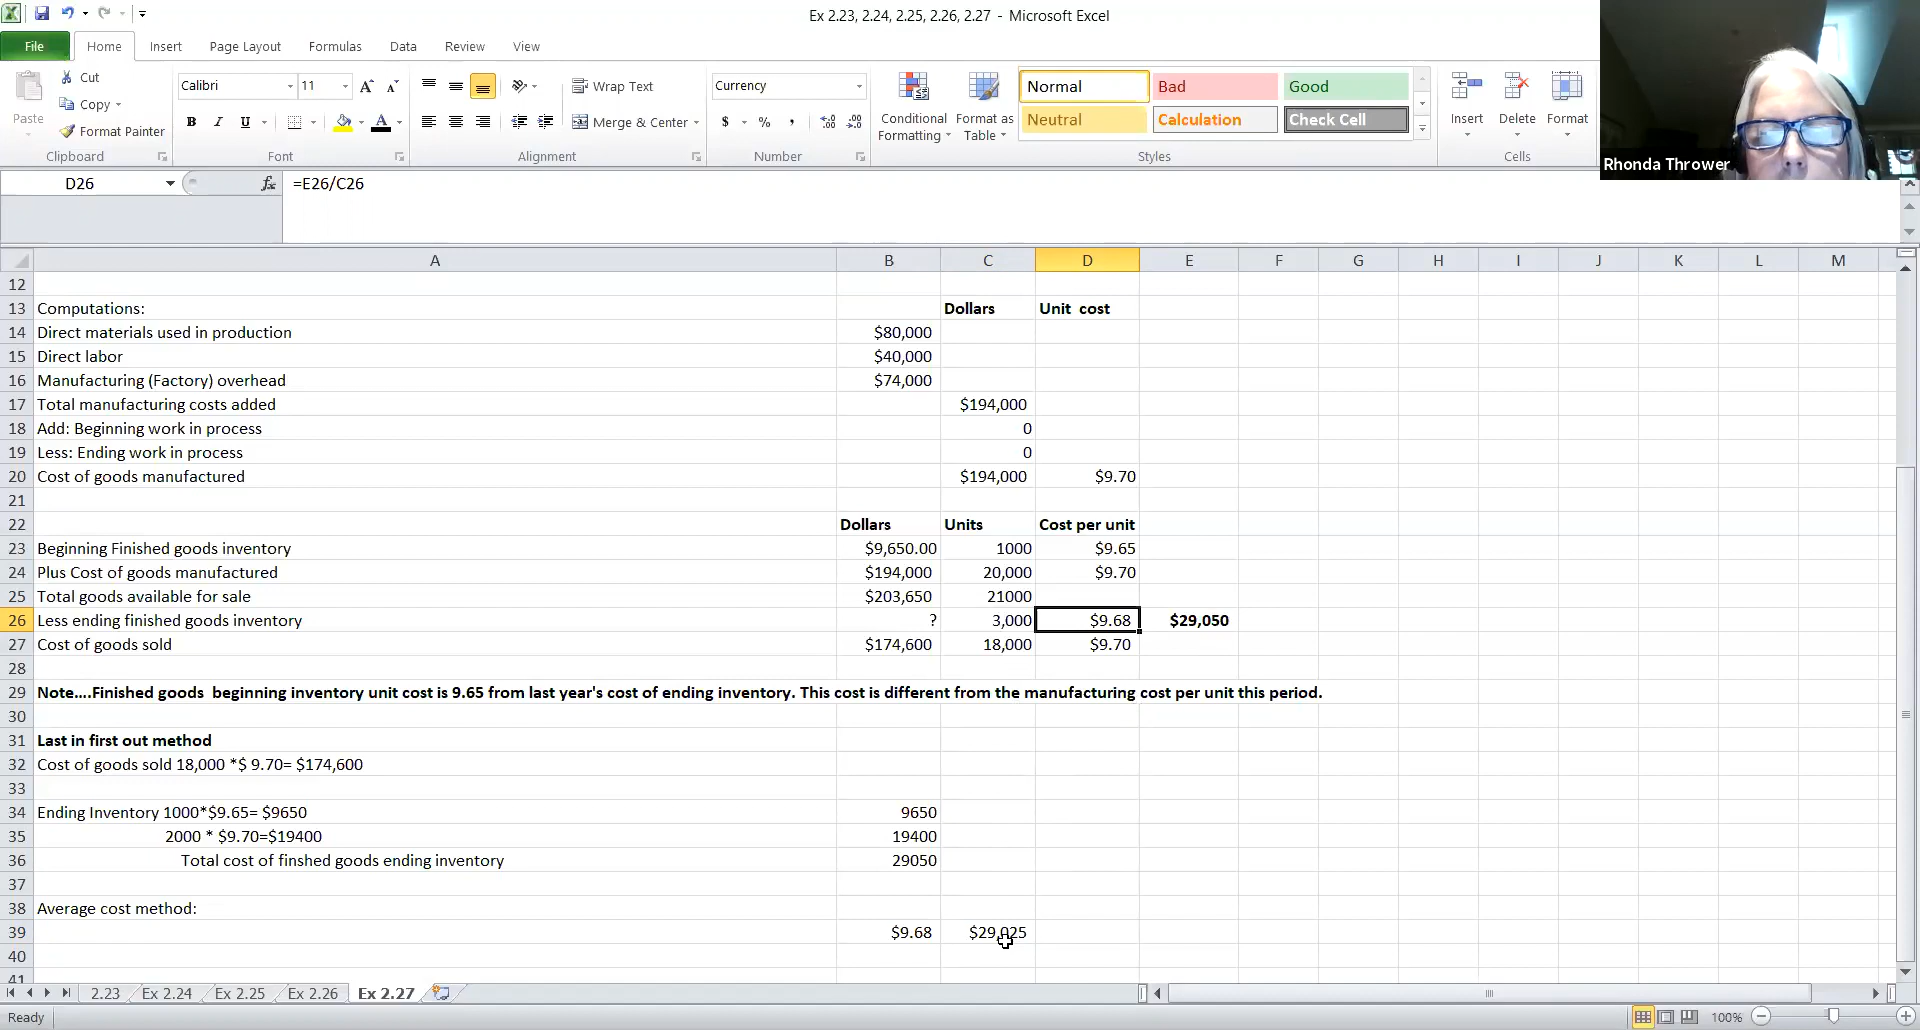 Ex 2.23, 2.24, 2.25, 2.26, 2.27 - Microsoft Excel
File Home Insert Page Layout Formulas Data Review View
Paste
Cut
Copy
Format Painter
Clipboard
Calibri 11
B I U
Font
Wrap Text
Merge & Center
Alignment
Currency
$ % ,
Number
Conditional Formatting
Format as Table
Normal Bad Good
Neutral Calculation Check Cell
Styles
Insert Delete Format
Cells
Rhonda Thrower
D26 fx =E26/C26
A B C D E F G H I J K L M
12
13 Computations: Dollars Unit cost
14 Direct materials used in production $80,000
15 Direct labor $40,000
16 Manufacturing (Factory) overhead $74,000
17 Total manufacturing costs added $194,000
18 Add: Beginning work in process 0
19 Less: Ending work in process 0
20 Cost of goods manufactured $194,000 $9.70
21
22 Dollars Units Cost per unit
23 Beginning Finished goods inventory $9,650.00 1000 $9.65
24 Plus Cost of goods manufactured $194,000 20,000 $9.70
25 Total goods available for sale $203,650 21000
26 Less ending finished goods inventory ? 3,000 $9.68 $29,050
27 Cost of goods sold $174,600 18,000 $9.70
28
29 Note....Finished goods beginning inventory unit cost is 9.65 from last year's cost of ending inventory. This cost is different from the manufacturing cost per unit this period.
30
31 Last in first out method
32 Cost of goods sold 18,000 *$ 9.70= $174,600
33
34 Ending Inventory 1000*$9.65= $9650 9650
35 2000 * $9.70=$19400 19400
36 Total cost of finshed goods ending inventory 29050
37
38 Average cost method:
39 $9.68 $29,025
40
41
2.23 Ex 2.24 Ex 2.25 Ex 2.26 Ex 2.27
Ready 100%